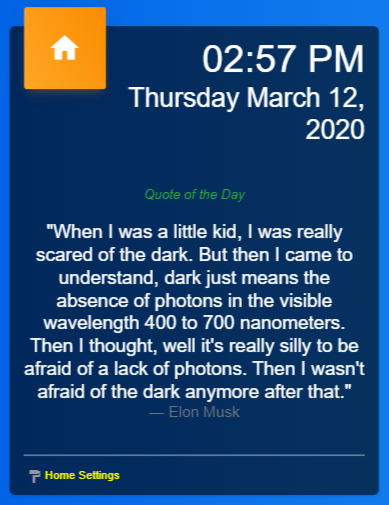 02:57 PM
Thursday March 12,
2020
Quote of the Day
"When I was a little kid, I was really
scared of the dark. But then I came to
understand, dark just means the
absence of photons in the visible
wavelength 400 to 700 nanometers.
Then I thought, well it's really silly to be
afraid of a lack of photons. Then I wasn't
afraid of the dark anymore after that."
— Elon Musk
Home Settings